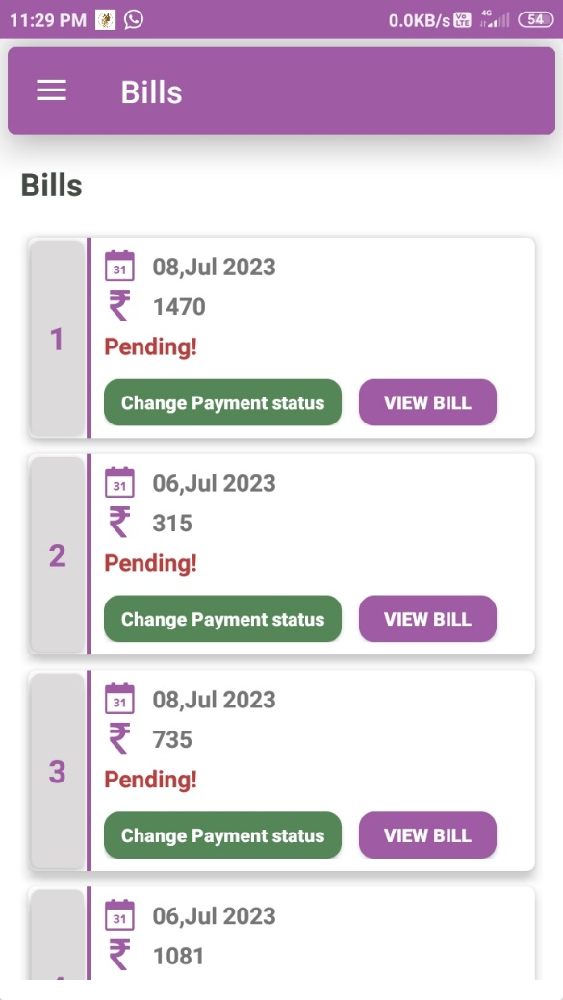 11:29 PM 0.0KB/s Vo LTE 4G 54
Bills
Bills
1
31 08,Jul 2023
₹ 1470
Pending!
Change Payment status VIEW BILL
2
31 06,Jul 2023
₹ 315
Pending!
Change Payment status VIEW BILL
3
31 08,Jul 2023
₹ 735
Pending!
Change Payment status VIEW BILL
31 06,Jul 2023
₹ 1081